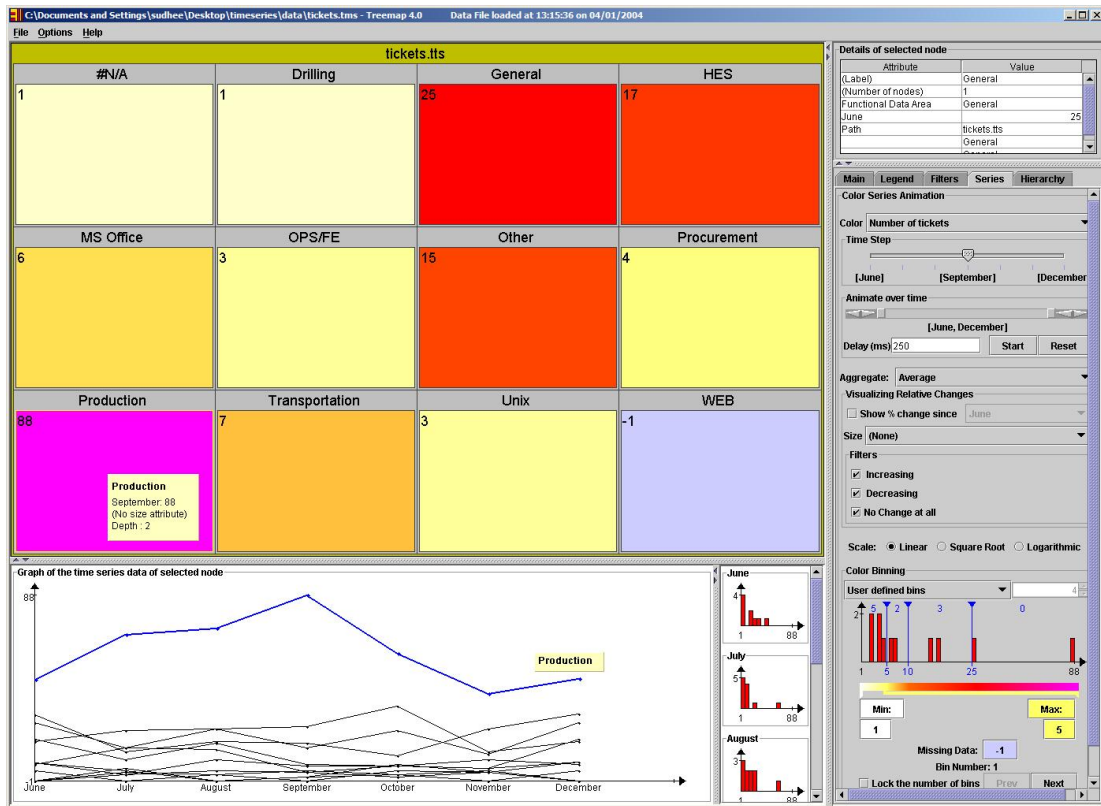 C:\Documents and Settings\sudhee\Desktop\timeseries\data\tickets.tms - Treemap 4.0 Data File loaded at 13:15:36 on 04/01/2004
File Options Help
tickets.tts
#N/A Drilling General HES
1 1 25 17
MS Office OPS/FE Other Procurement
6 3 15 4
Production Transportation Unix WEB
88 7 3 -1
Production
September: 88
(No size attribute)
Depth : 2
Graph of the time series data of selected node
88
Production
1
June July August September October November December
June
4
1 88
July
5
1 88
August
3
1 88
Details of selected node
Attribute Value
(Label) General
(Number of nodes) 1
Functional Data Area General
June 25
Path tickets.tts
General
General
Main Legend Filters Series Hierarchy
Color Series Animation
Color Number of tickets
Time Step
[June] [September] [December
Animate over time
[June, December]
Delay (ms) 250 Start Reset
Aggregate: Average
Visualizing Relative Changes
Show % change since June
Size (None)
Filters
Increasing
Decreasing
No Change at all
Scale: Linear Square Root Logarithmic
Color Binning
User defined bins 4
5 2 3 0
2
1 5 10 25 88
Min: Max:
1 5
Missing Data: -1
Bin Number: 1
Lock the number of bins Prev Next